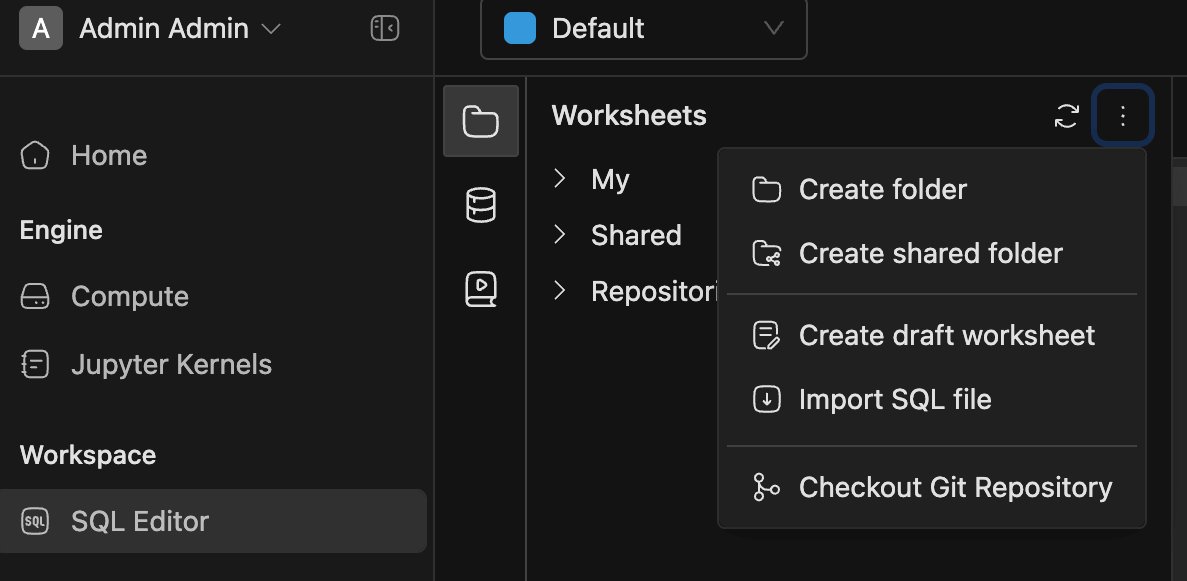 A Admin Admin
Default
Home
Engine
Compute
Jupyter Kernels
Workspace
SQL SQL Editor
Worksheets
My
Shared
Repositori
Create folder
Create shared folder
Create draft worksheet
Import SQL file
Checkout Git Repository